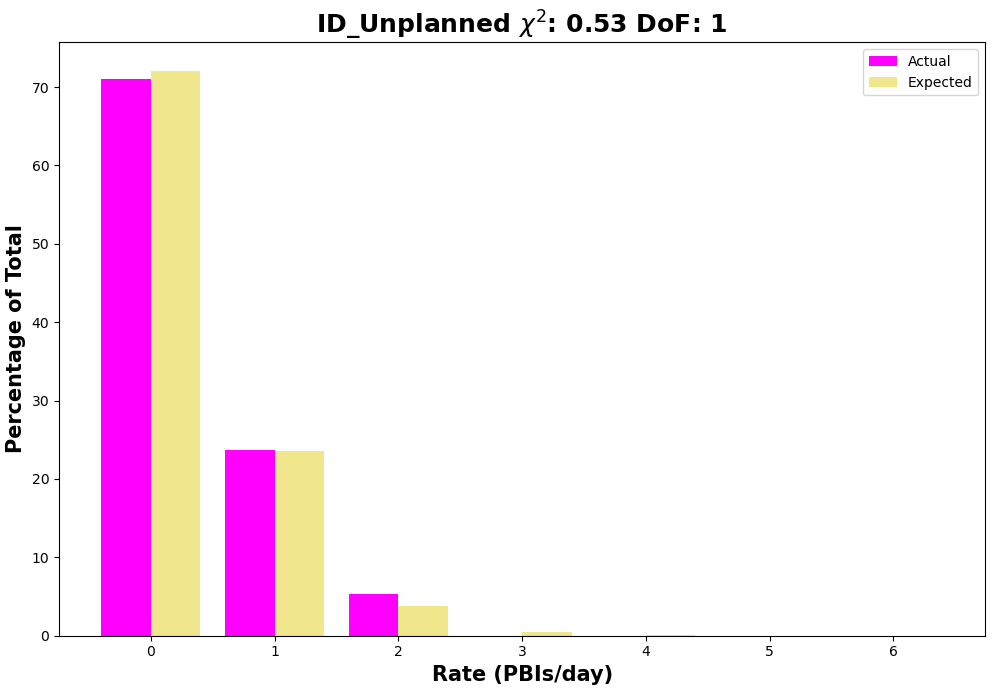 ID_Unplanned χ²: 0.53 DoF: 1
Actual
Expected
Percentage of Total
70
60
50
40
30
20
10
0
0 1 2 3 4 5 6
Rate (PBIs/day)